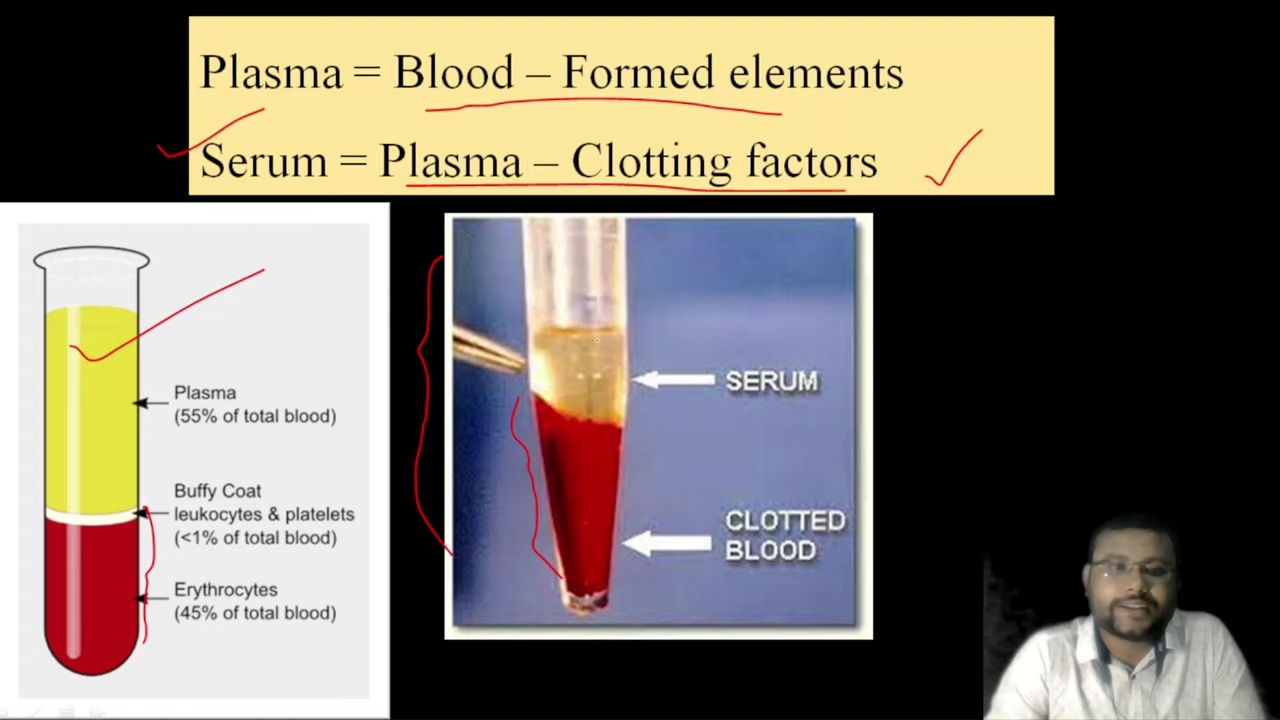 Plasma = Blood – Formed elements
Serum = Plasma – Clotting factors
Plasma
(55% of total blood)
Buffy Coat
leukocytes & platelets
(<1% of total blood)
Erythrocytes
(45% of total blood)
SERUM
CLOTTED
BLOOD